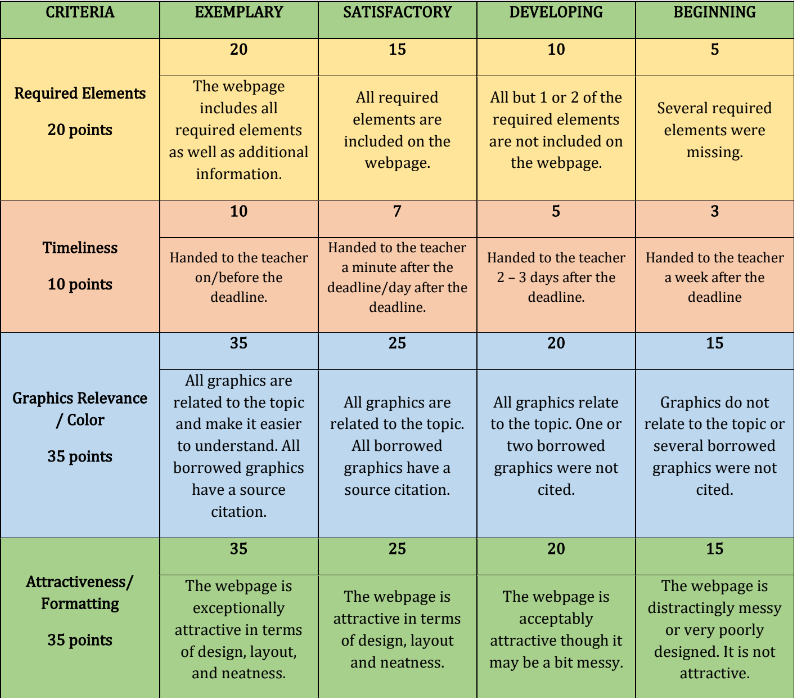 CRITERIA
EXEMPLARY
SATISFACTORY
DEVELOPING
BEGINNING
Required Elements
20 points
20
15
10
5
The webpage
includes all
required elements
as well as additional
information.
All required
elements are
included on the
webpage.
All but 1 or 2 of the
required elements
are not included on
the webpage.
Several required
elements were
missing.
Timeliness
10 points
10
7
5
3
Handed to the teacher
on/before the
deadline.
Handed to the teacher
a minute after the
deadline/day after the
deadline.
Handed to the teacher
2 – 3 days after the
deadline.
Handed to the teacher
a week after the
deadline
Graphics Relevance
/ Color
35 points
35
25
20
15
All graphics are
related to the topic
and make it easier
to understand. All
borrowed graphics
have a source
citation.
All graphics are
related to the topic.
All borrowed
graphics have a
source citation.
All graphics relate
to the topic. One or
two borrowed
graphics were not
cited.
Graphics do not
relate to the topic or
several borrowed
graphics were not
cited.
Attractiveness/
Formatting
35 points
35
25
20
15
The webpage is
exceptionally
attractive in terms
of design, layout,
and neatness.
The webpage is
attractive in terms
of design, layout
and neatness.
The webpage is
acceptably
attractive though it
may be a bit messy.
The webpage is
distractingly messy
or very poorly
designed. It is not
attractive.